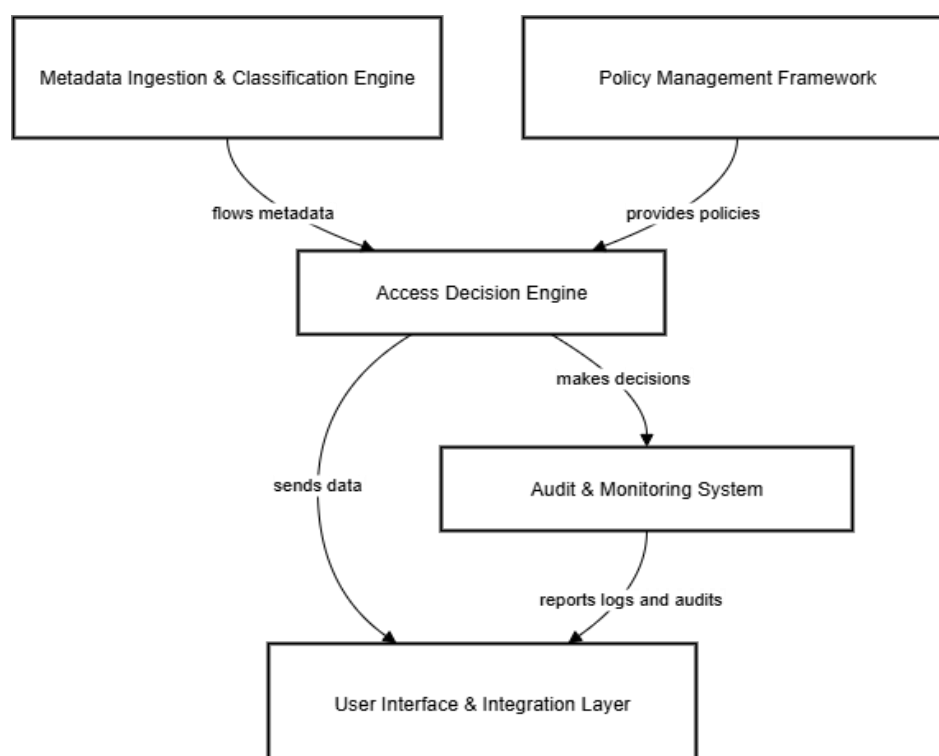 Metadata Ingestion & Classification Engine
Policy Management Framework
flows metadata
provides policies
Access Decision Engine
makes decisions
sends data
Audit & Monitoring System
reports logs and audits
User Interface & Integration Layer